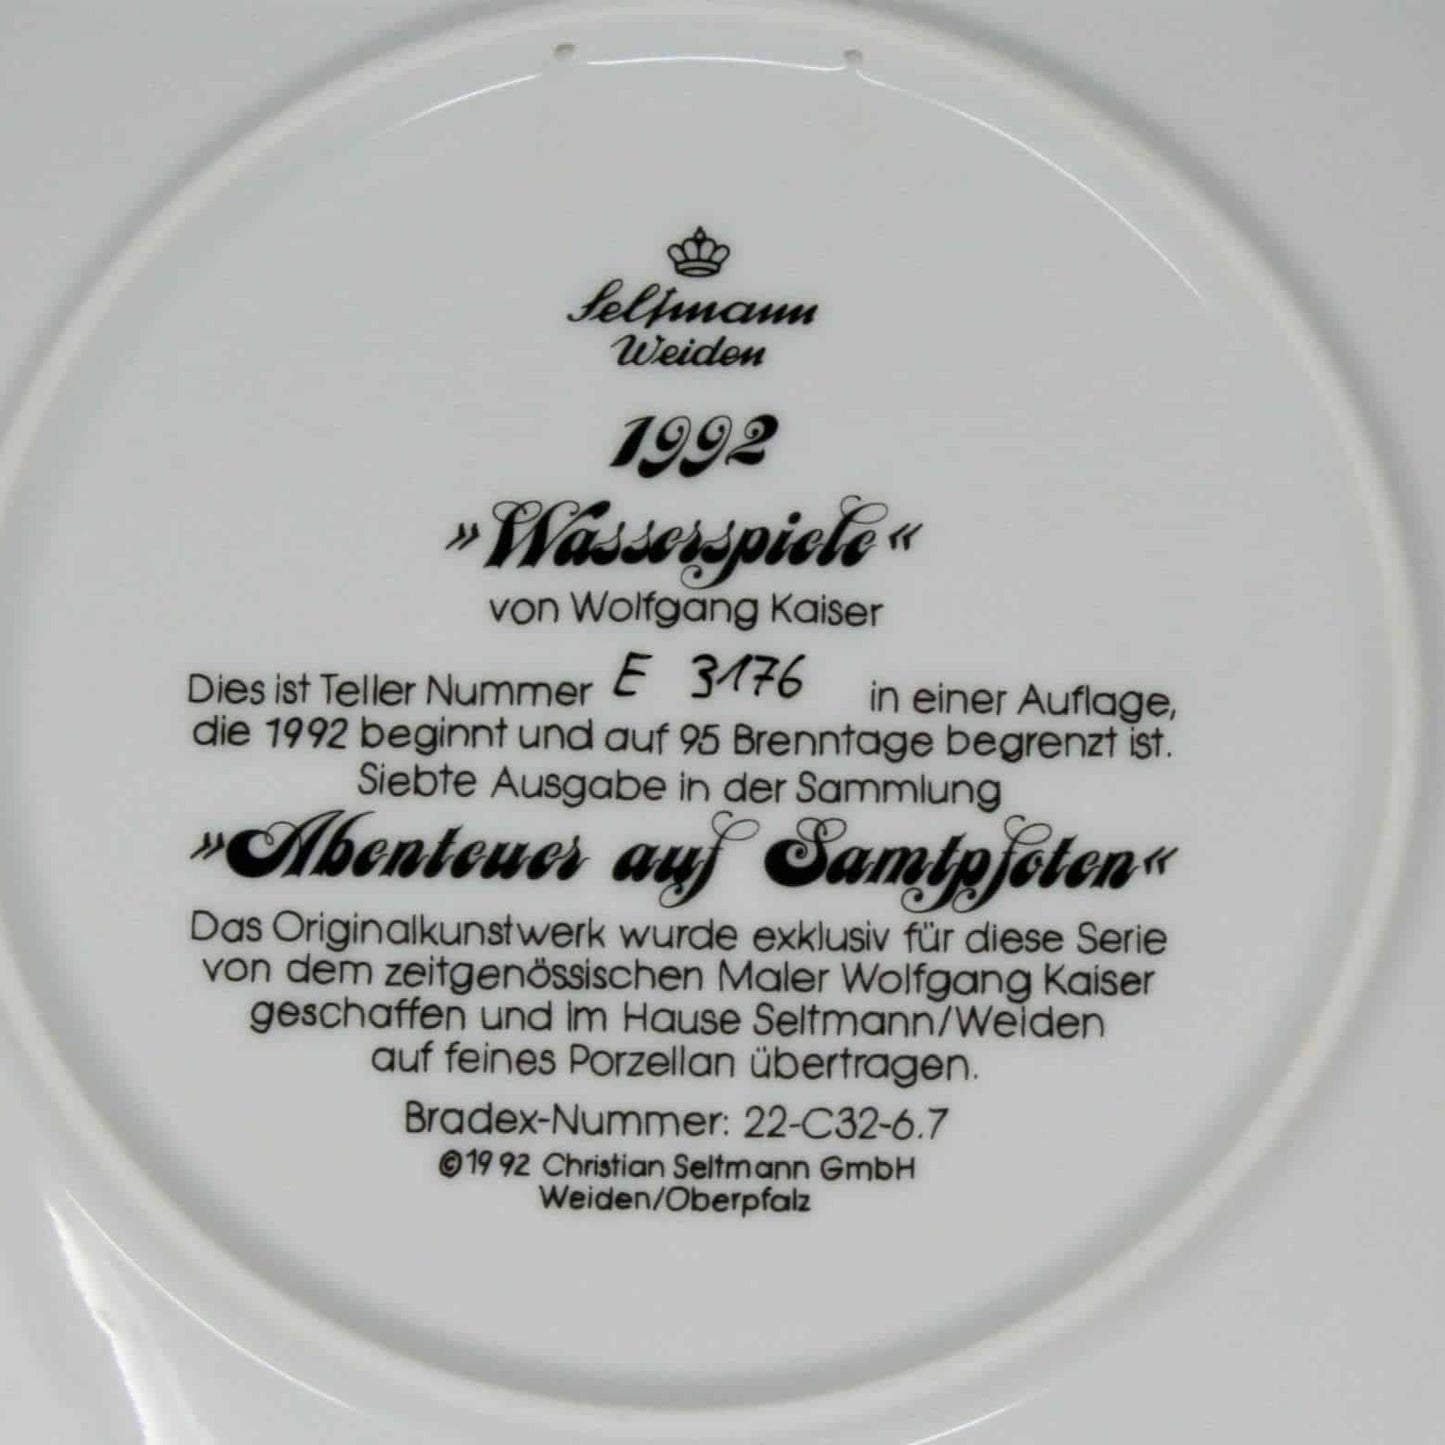 Seltmann
Weiden
1992
»Wasserspiele«
von Wolfgang Kaiser
Dies ist Teller Nummer E 3176 in einer Auflage,
die 1992 beginnt und auf 95 Brenntage begrenzt ist.
Siebte Ausgabe in der Sammlung
»Abenteuer auf Samtpfoten«
Das Originalkunstwerk wurde exklusiv für diese Serie
von dem zeitgenössischen Maler Wolfgang Kaiser
geschaffen und im Hause Seltmann/Weiden
auf feines Porzellan übertragen.
Bradex-Nummer: 22-C32-6.7
©1992 Christian Seltmann GmbH
Weiden/Oberpfalz